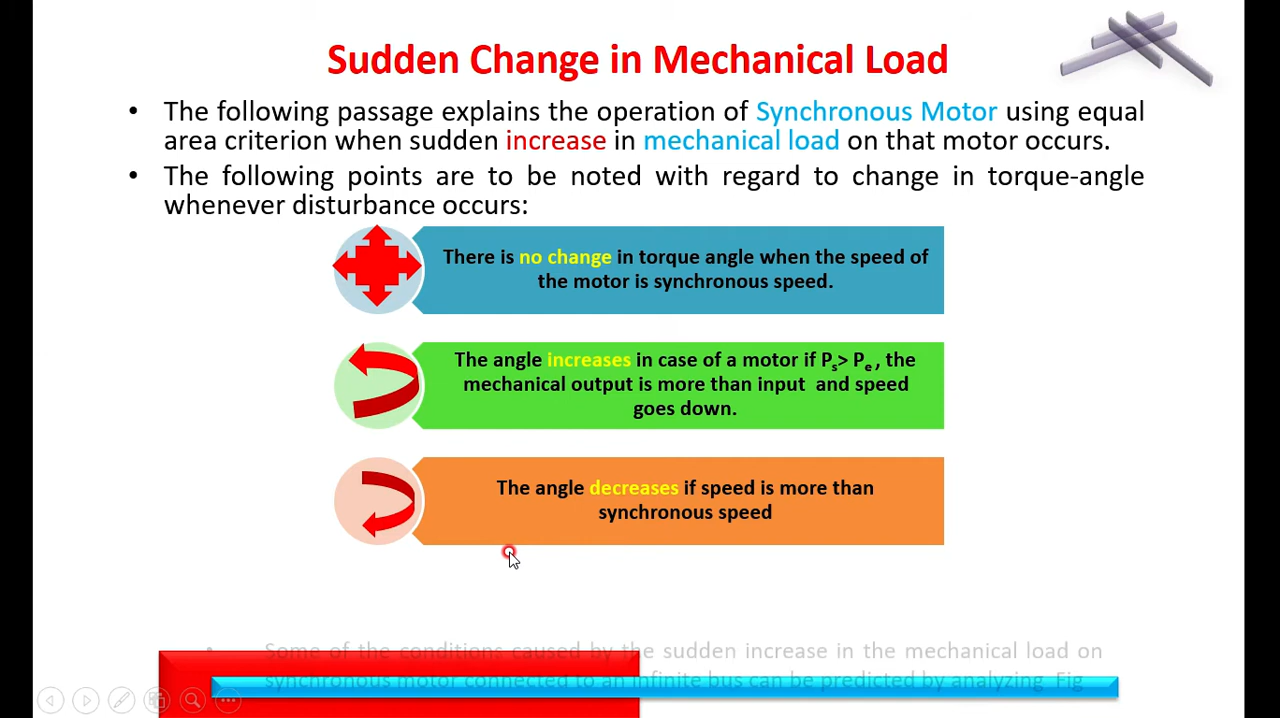 Sudden Change in Mechanical Load
• The following passage explains the operation of Synchronous Motor using equal
area criterion when sudden increase in mechanical load on that motor occurs.
• The following points are to be noted with regard to change in torque-angle
whenever disturbance occurs:
There is no change in torque angle when the speed of
the motor is synchronous speed.
The angle increases in case of a motor if Ps> Pe , the
mechanical output is more than input and speed
goes down.
The angle decreases if speed is more than
synchronous speed
• Some of the conditions caused by the sudden increase in the mechanical load on
synchronous motor connected to an infinite bus can be predicted by analyzing Fig